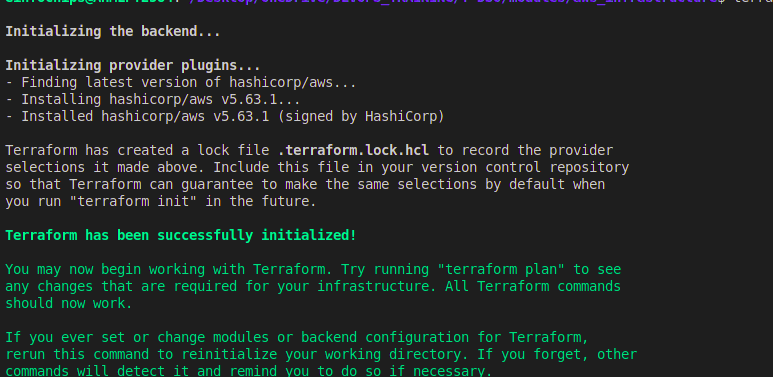 Initializing the backend...
Initializing provider plugins...
- Finding latest version of hashicorp/aws...
- Installing hashicorp/aws v5.63.1...
- Installed hashicorp/aws v5.63.1 (signed by HashiCorp)
Terraform has created a lock file .terraform.lock.hcl to record the provider
selections it made above. Include this file in your version control repository
so that Terraform can guarantee to make the same selections by default when
you run "terraform init" in the future.
Terraform has been successfully initialized!
You may now begin working with Terraform. Try running "terraform plan" to see
any changes that are required for your infrastructure. All Terraform commands
should now work.
If you ever set or change modules or backend configuration for Terraform,
rerun this command to reinitialize your working directory. If you forget, other
commands will detect it and remind you to do so if necessary.